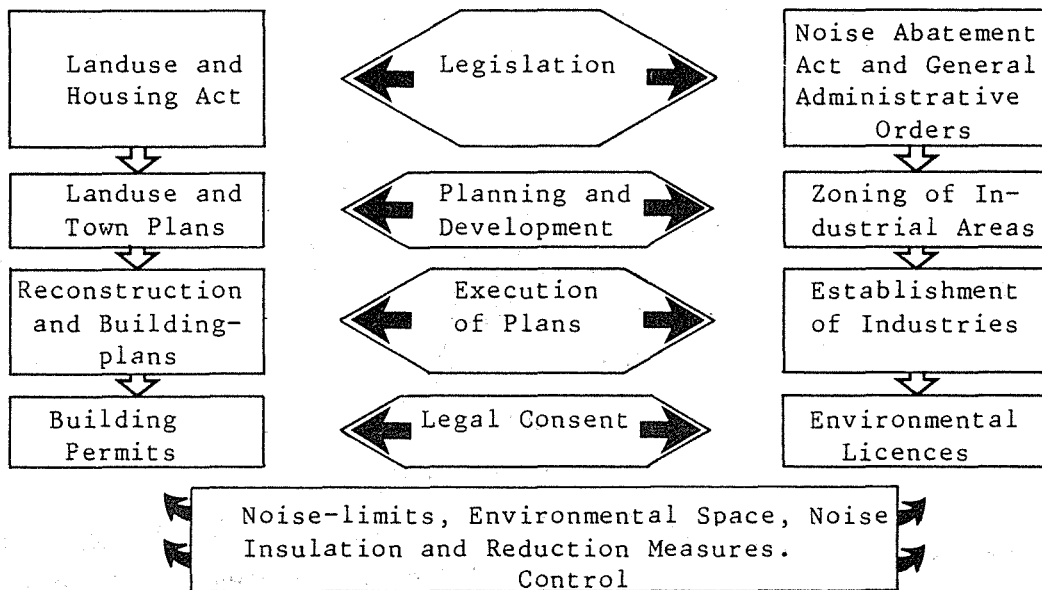 Landuse and
Housing Act
Legislation
Noise Abatement
Act and General
Administrative
Orders
Landuse and
Town Plans
Planning and
Development
Zoning of In-
dustrial Areas
Reconstruction
and Building-
plans
Execution
of Plans
Establishment
of Industries
Building
Permits
Legal Consent
Environmental
Licences
Noise-limits, Environmental Space, Noise
Insulation and Reduction Measures.
Control